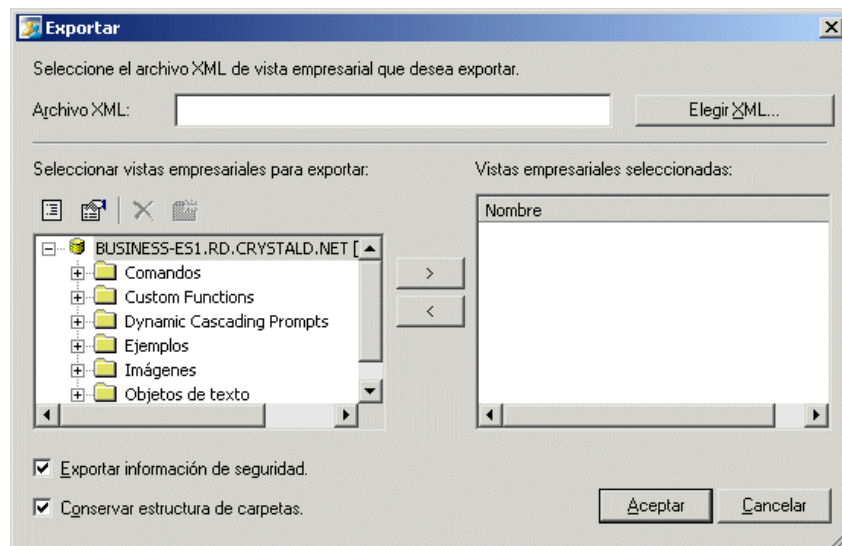 Exportar
Seleccione el archivo XML de vista empresarial que desea exportar.
Archivo XML:
Elegir XML...
Seleccionar vistas empresariales para exportar:
Vistas empresariales seleccionadas:
Nombre
BUSINESS-ES1.RD.CRYSTALD.NET [
Comandos
Custom Functions
Dynamic Cascading Prompts
Ejemplos
Imágenes
Objetos de texto
>
<
Exportar información de seguridad.
Conservar estructura de carpetas.
Aceptar
Cancelar